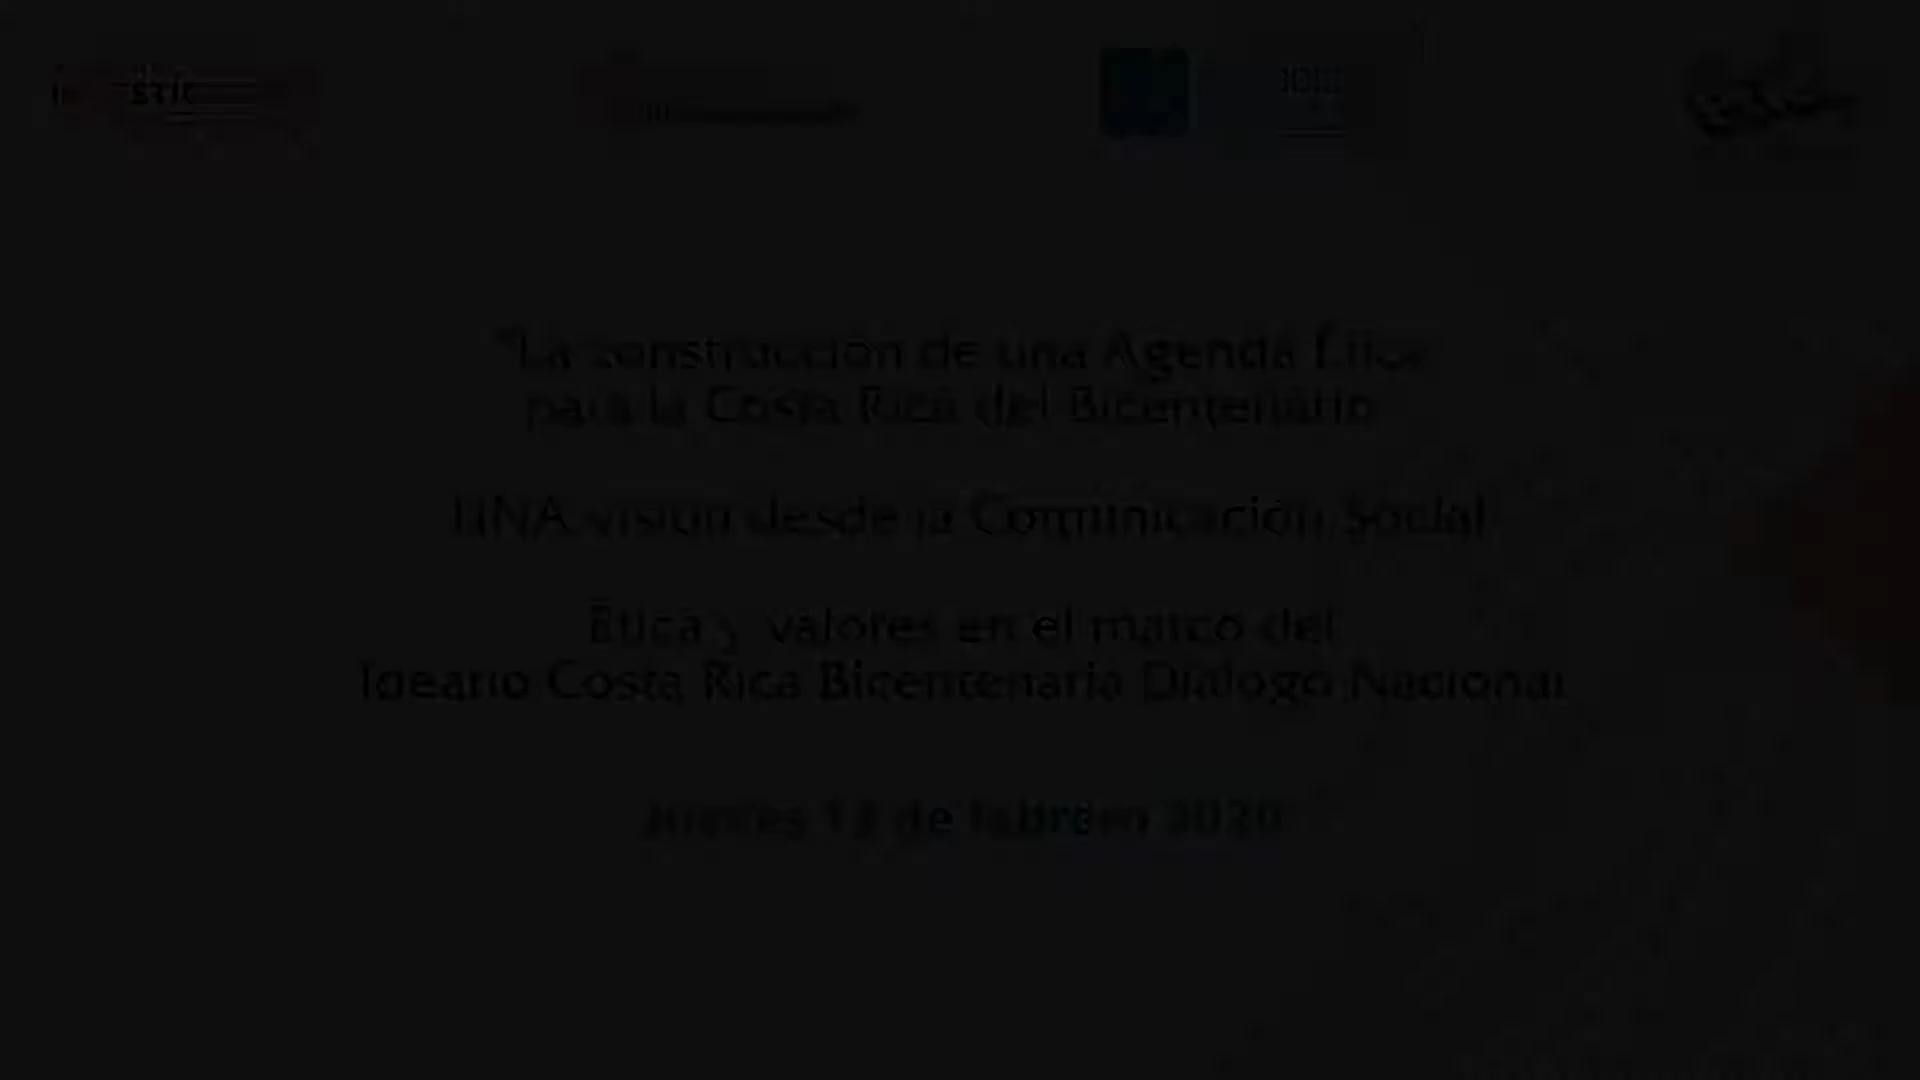 "La construcción de una Agenda Ética
para la Costa Rica del Bicentenario
UNA visión desde la Comunicación Social
Ética y valores en el marco del
Ideario Costa Rica Bicentenaria Diálogo Nacional
Jueves 13 de febrero 2020